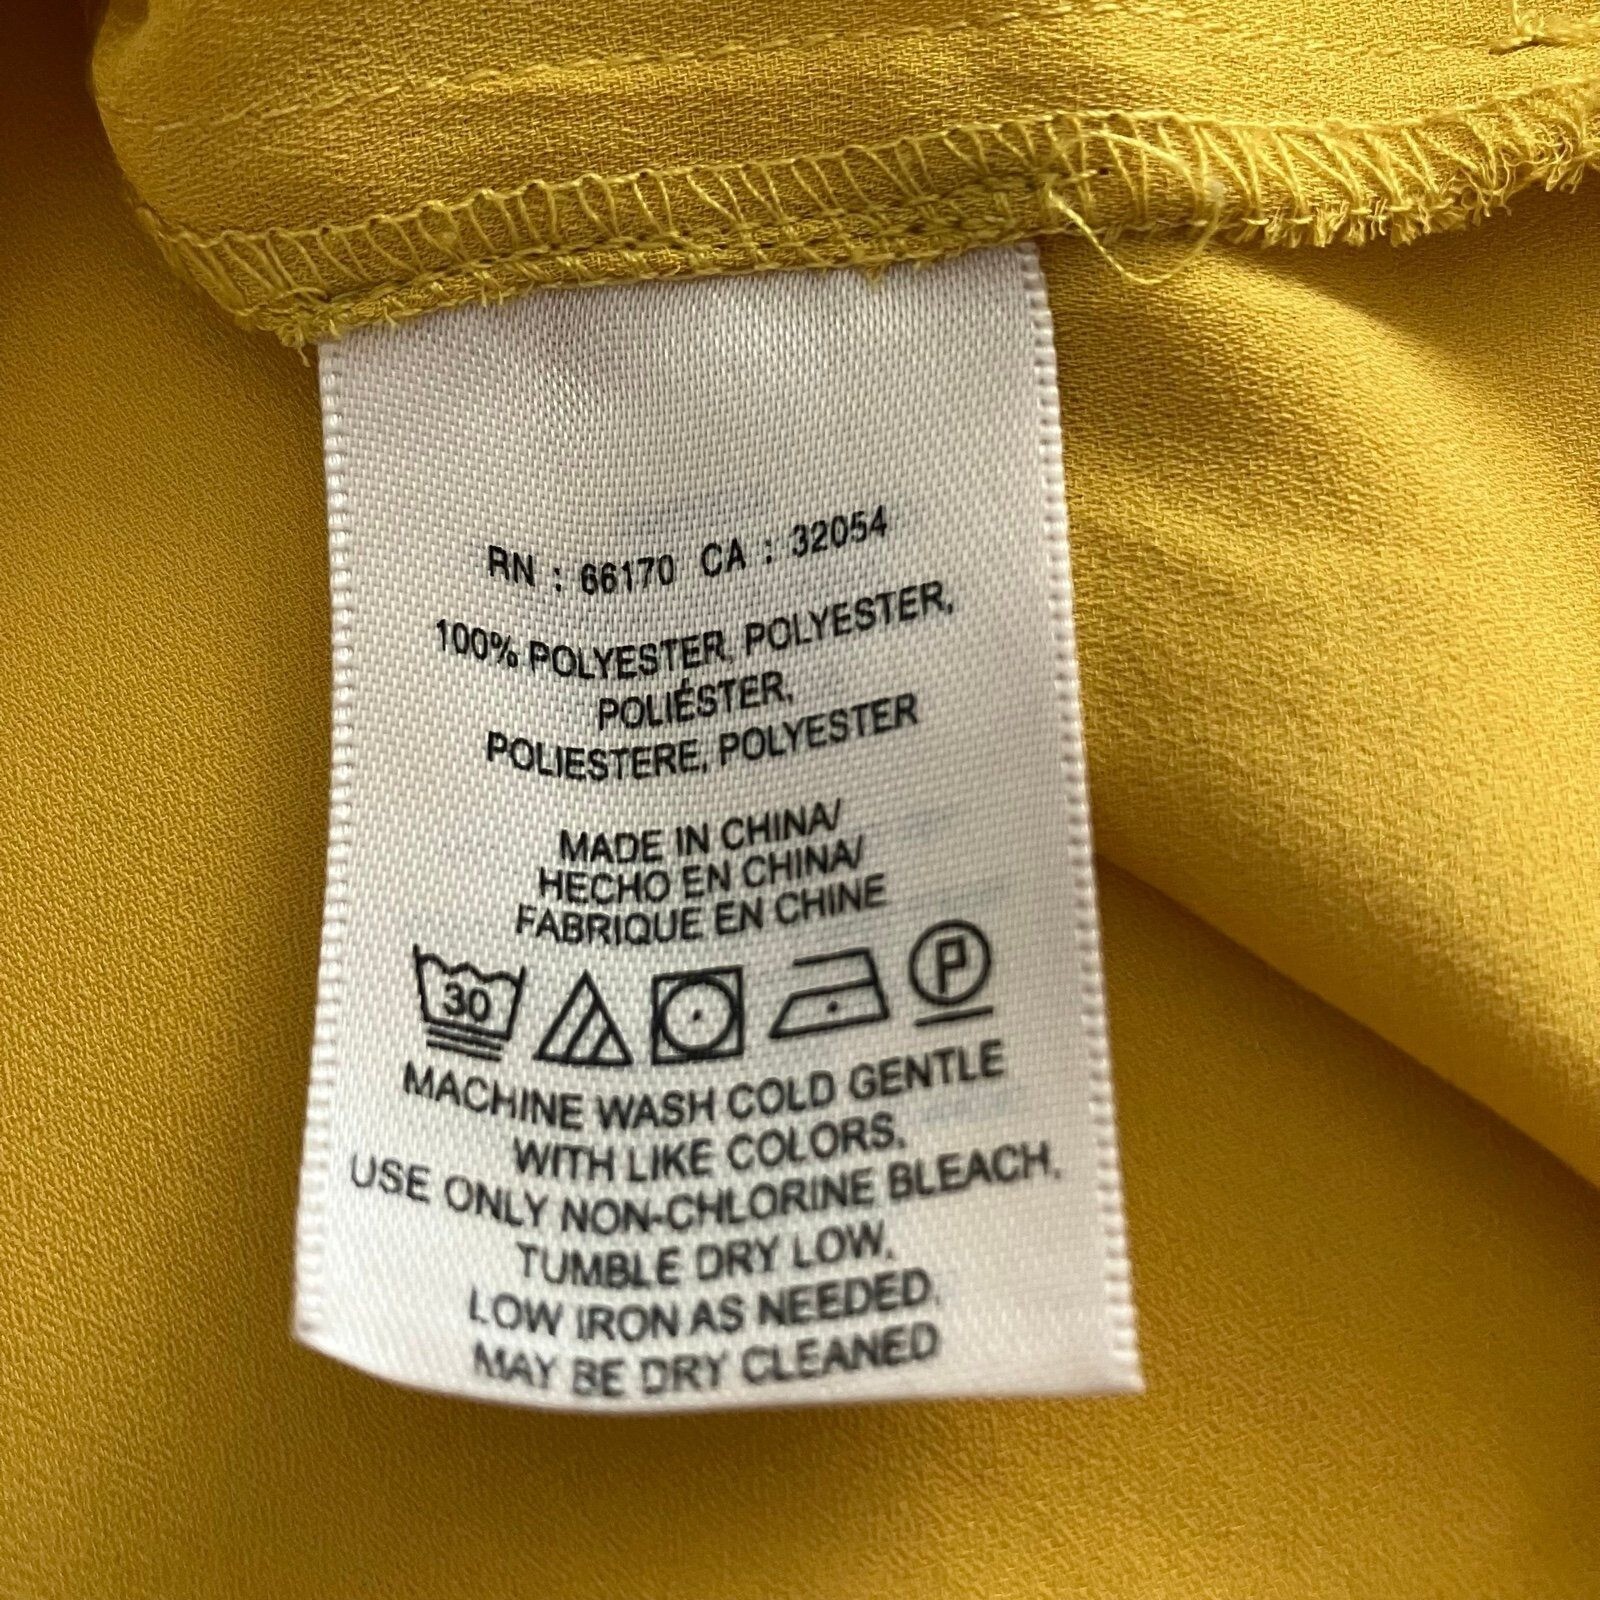 RN : 66170 CA : 32054
100% POLYESTER, POLYESTER,
POLIÉSTER,
POLIESTERE, POLYESTER
MADE IN CHINA/
HECHO EN CHINA/
FABRIQUE EN CHINE
30 P
MACHINE WASH COLD GENTLE
WITH LIKE COLORS.
USE ONLY NON-CHLORINE BLEACH.
TUMBLE DRY LOW.
LOW IRON AS NEEDED.
MAY BE DRY CLEANED